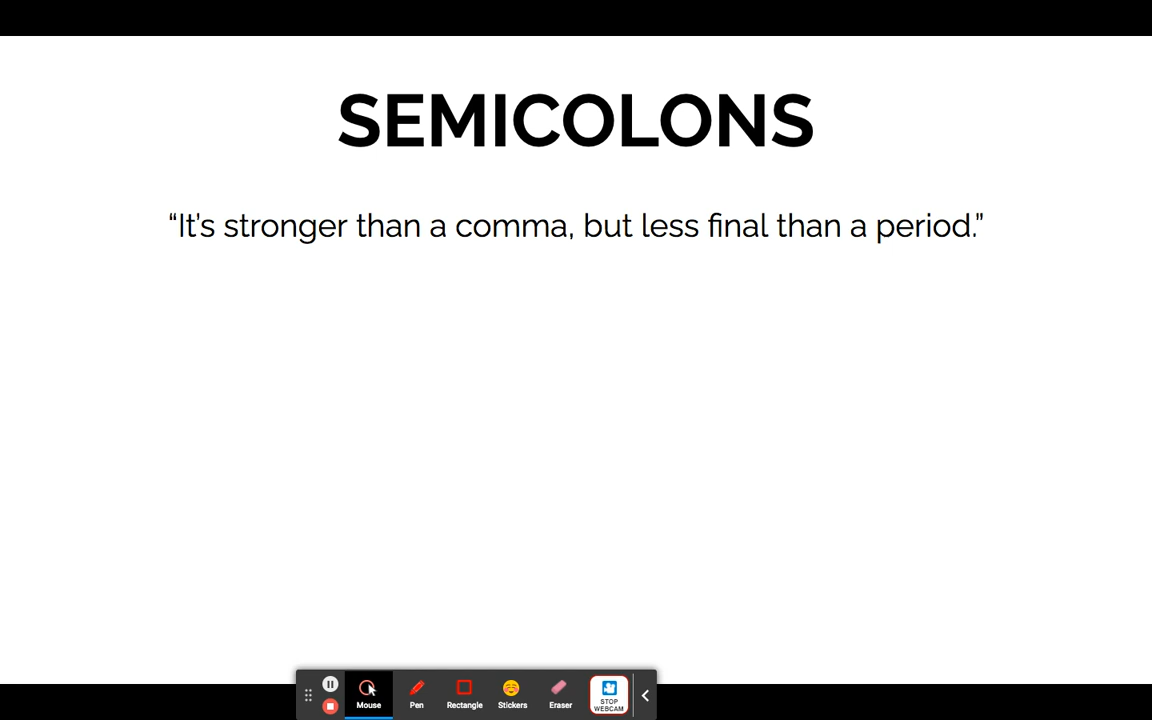 SEMICOLONS
“It’s stronger than a comma, but less final than a period.”
Mouse
Pen
Rectangle
Stickers
Eraser
STOP
WEBCAM